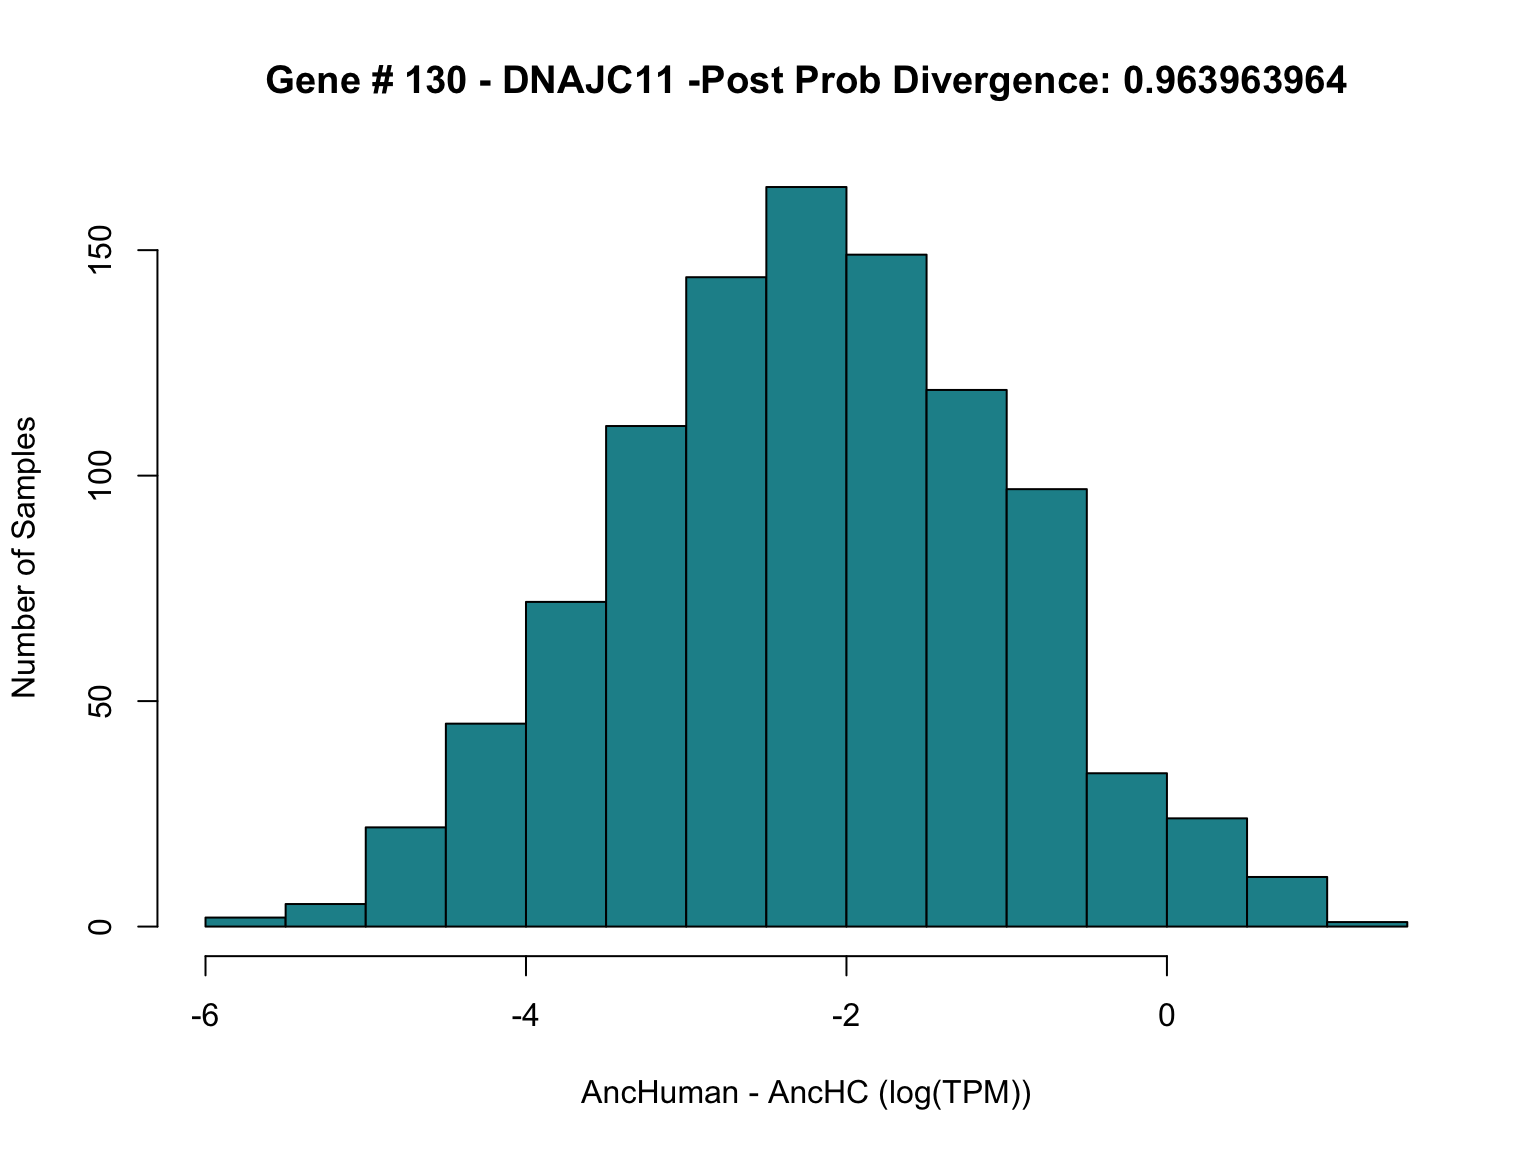 Gene # 130 - DNAJC11 -Post Prob Divergence: 0.963963964
Number of Samples
150
100
50
0
-6
-4
-2
0
AncHuman - AncHC (log(TPM))